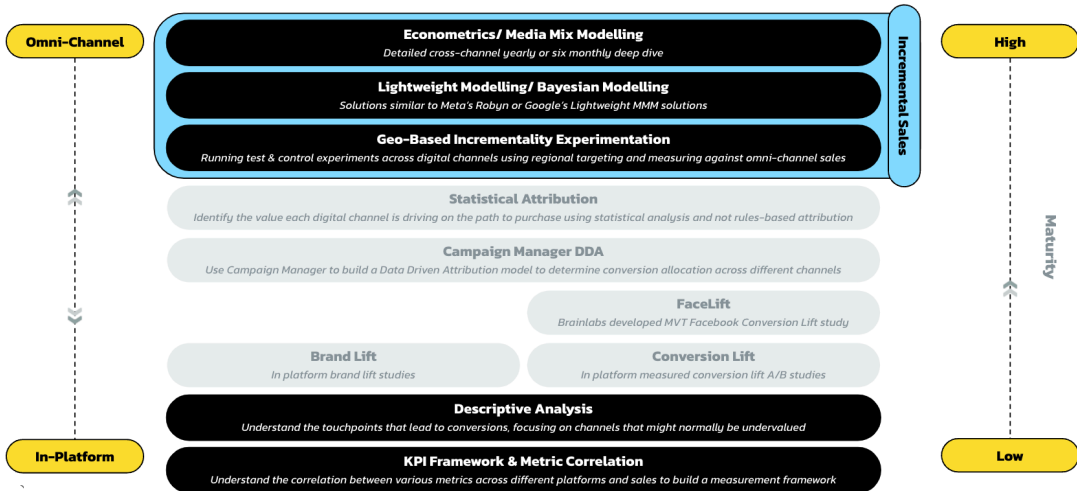 Omni-Channel
Econometrics/ Media Mix Modelling
Detailed cross-channel yearly or six monthly deep dive
High
Lightweight Modelling/ Bayesian Modelling
Solutions similar to Meta's Robyn or Google's Lightweight MMM solutions
Geo-Based Incrementality Experimentation
Running test & control experiments across digital channels using regional targeting and measuring against omni-channel sales
Incremental Sales
Statistical Attribution
Identify the value each digital channel is driving on the path to purchase using statistical analysis and not rules-based attribution
Campaign Manager DDA
Use Campaign Manager to build a Data Driven Attribution model to determine conversion allocation across different channels
Maturity
FaceLift
Brainlabs developed MVT Facebook Conversion Lift study
Brand Lift
In platform brand lift studies
Conversion Lift
In platform measured conversion lift A/B studies
Descriptive Analysis
Understand the touchpoints that lead to conversions, focusing on channels that might normally be undervalued
In-Platform
Low
KPI Framework & Metric Correlation
Understand the correlation between various metrics across different platforms and sales to build a measurement framework